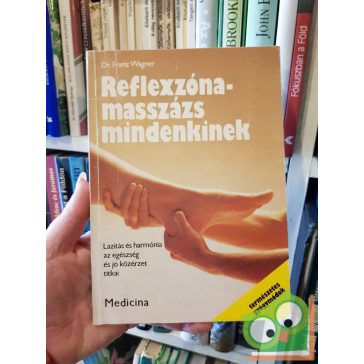 Dr. Franz Wagner
Reflexzóna-
masszázs
mindenkinek
Lazítás és harmónia
az egészség
és jó közérzet
titkai
Medicina
természetes
gyógymódok
BROOKE
JOHN
Fókuszban a Föld